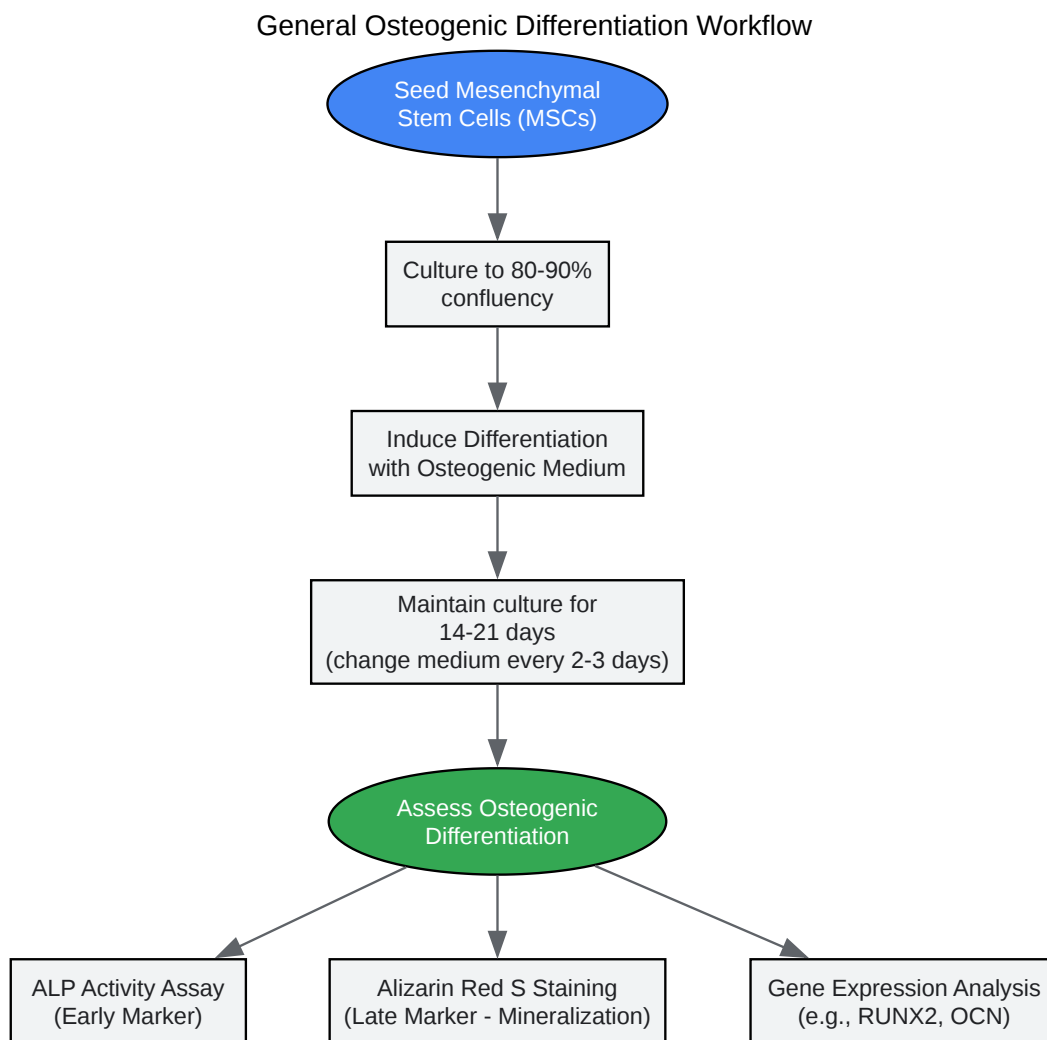 General Osteogenic Differentiation Workflow
Seed Mesenchymal
Stem Cells (MSCs)
Culture to 80-90%
confluency
Induce Differentiation
with Osteogenic Medium
Maintain culture for
14-21 days
(change medium every 2-3 days)
Assess Osteogenic
Differentiation
ALP Activity Assay
(Early Marker)
Alizarin Red S Staining
(Late Marker - Mineralization)
Gene Expression Analysis
(e.g., RUNX2, OCN)